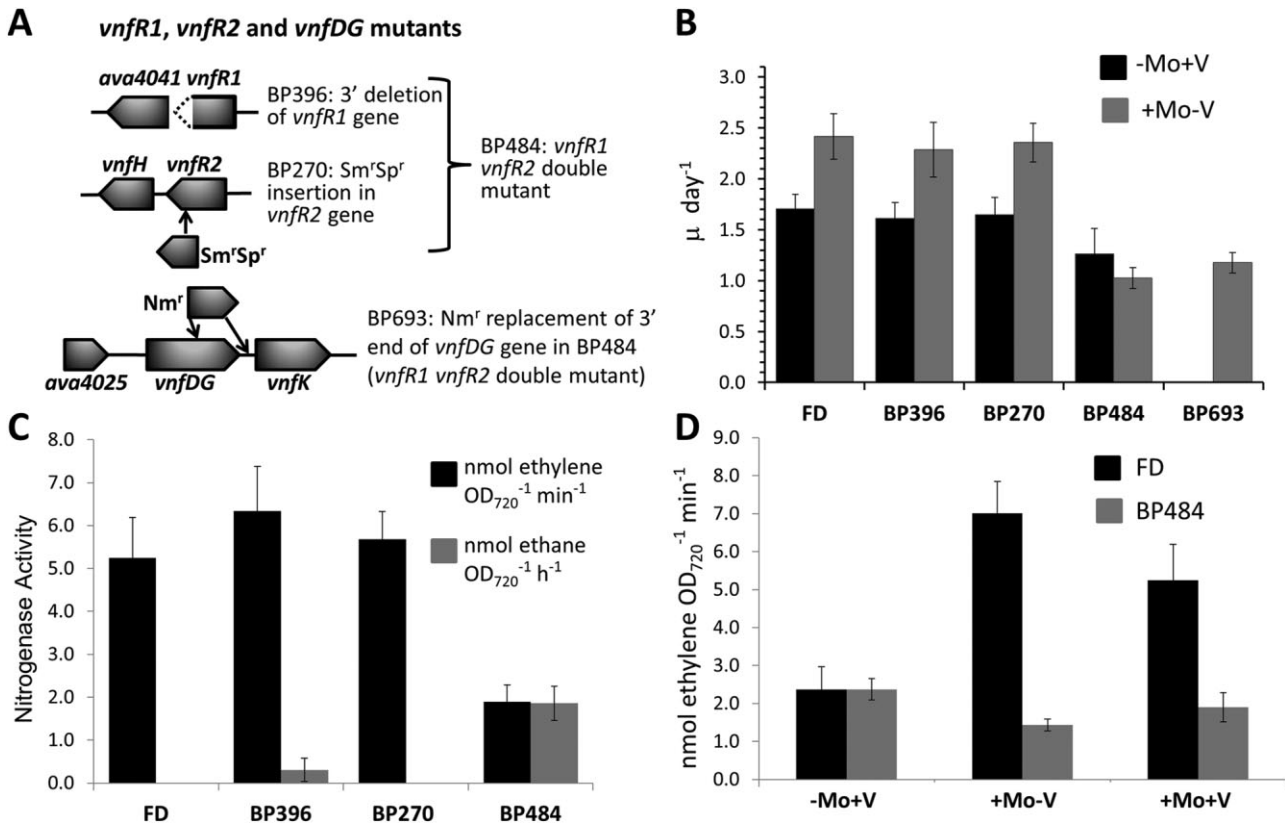 A
vnfR1, vnfR2 and vnfDG mutants
ava4041 vnfR1
BP396: 3' deletion
of vnfR1 gene
vnfH vnfR2
BP270: SmʳSpʳ
insertion in
vnfR2 gene
SmʳSpʳ
BP484: vnfR1
vnfR2 double
mutant
Nmʳ
BP693: Nmʳ replacement of 3'
end of vnfDG gene in BP484
(vnfR1 vnfR2 double mutant)
ava4025 vnfDG vnfK
B
-Mo+V
+Mo-V
μ day⁻¹
3.0
2.5
2.0
1.5
1.0
0.5
0.0
FD BP396 BP270 BP484 BP693
C
nmol ethylene
OD₇₂₀⁻¹ min⁻¹
nmol ethane
OD₇₂₀⁻¹ h⁻¹
Nitrogenase Activity
8.0
7.0
6.0
5.0
4.0
3.0
2.0
1.0
0.0
FD BP396 BP270 BP484
D
FD
BP484
nmol ethylene OD₇₂₀⁻¹ min⁻¹
9.0
8.0
7.0
6.0
5.0
4.0
3.0
2.0
1.0
0.0
-Mo+V +Mo-V +Mo+V